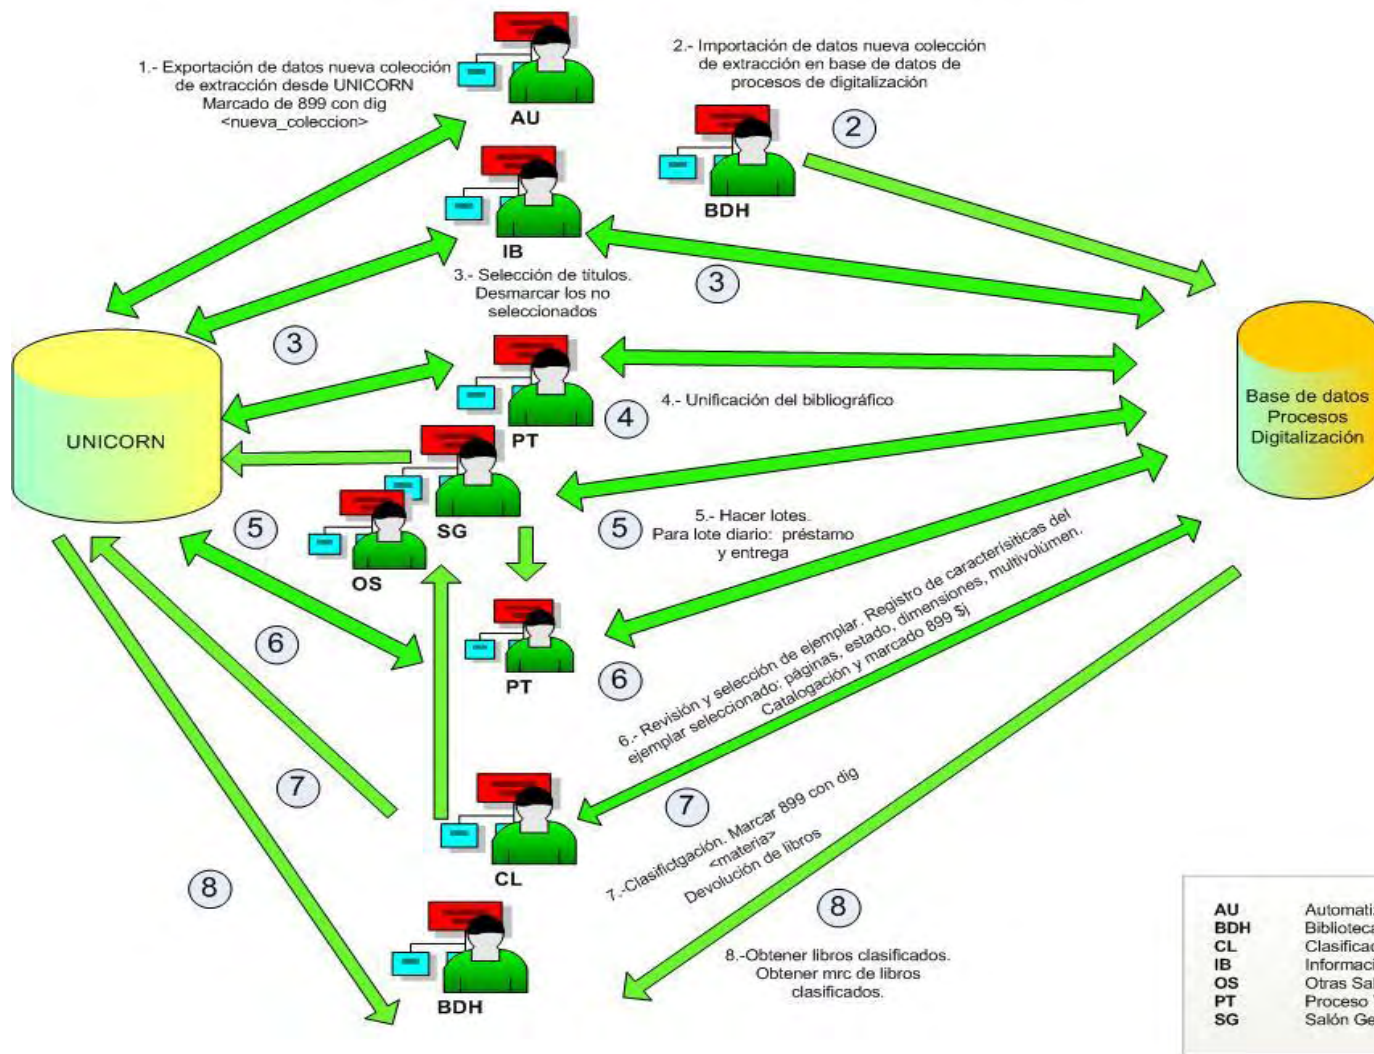 1.- Exportación de datos nueva colección
de extracción desde UNICORN
Marcado de 899 con dig
<nueva_coleccion>
AU
2.- Importación de datos nueva colección
de extracción en base de datos de
procesos de digitalización
2
BDH
IB
3.- Selección de títulos.
Desmarcar los no
seleccionados
3
3
UNICORN
PT
4
4.- Unificación del bibliográfico
Base de datos
Procesos
Digitalización
SG
OS
5
5
5.- Hacer lotes.
Para lote diario: préstamo
y entrega
6
PT
6
6.- Revisión y selección de ejemplar. Registro de caracterísiticas del
ejemplar seleccionado: páginas, estado, dimensiones, multivolúmen.
Catalogación y marcado 899 $j
7
CL
7
7.-Clasifictgación. Marcar 899 con dig
<materia>
Devolución de libros
8
BDH
8
8.-Obtener libros clasificados.
Obtener mrc de libros
clasificados.
AU
BDH
CL
IB
OS Otras
PT Proceso
SG Salón